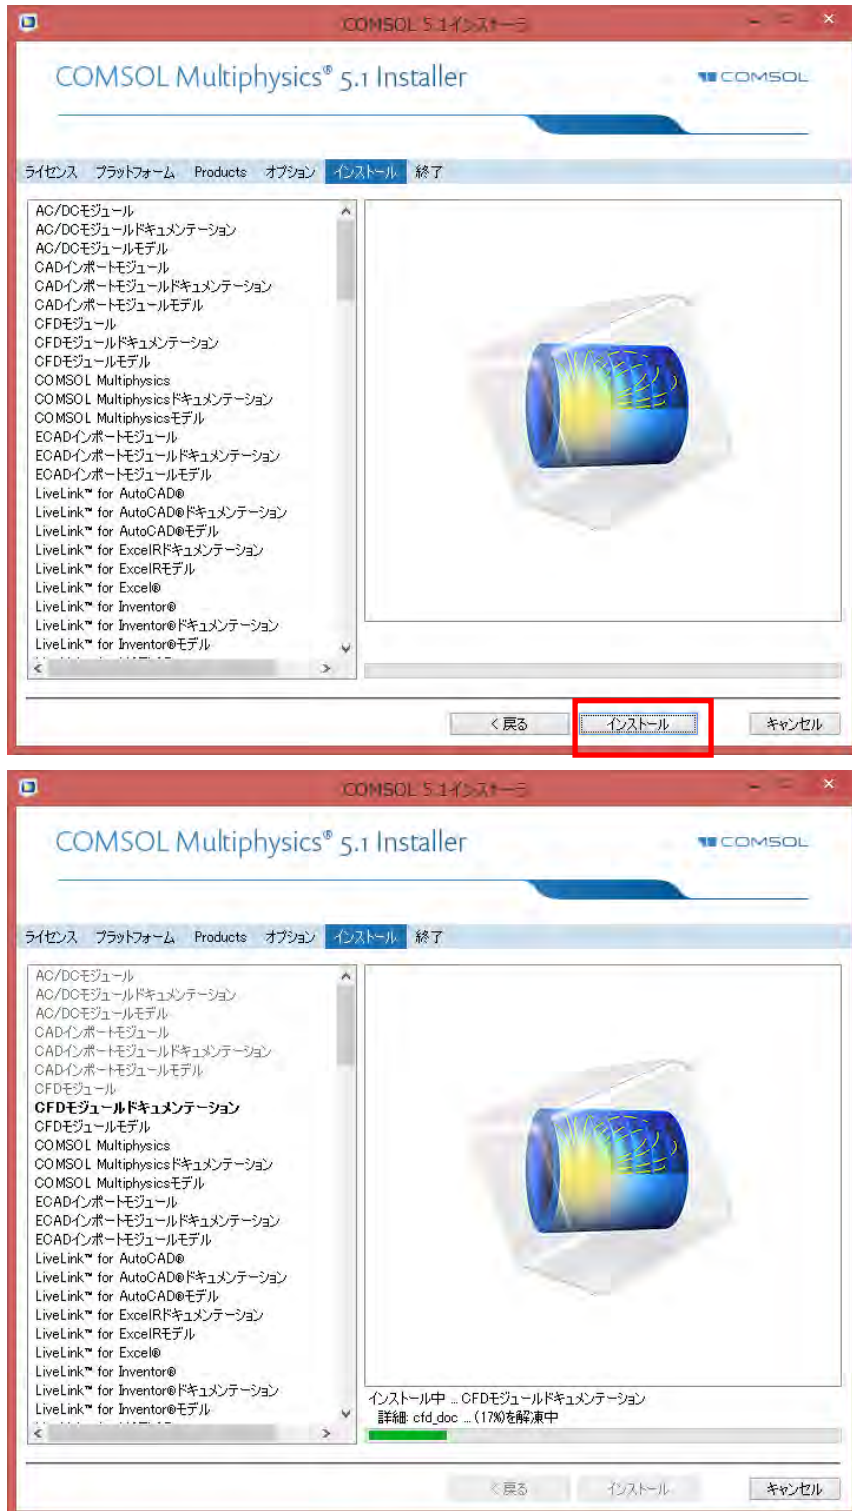 COMSOL 5.1インストーラ
COMSOL Multiphysics® 5.1 Installer
COMSOL
ライセンス プラットフォーム Products オプション インストール 終了
AC/DCモジュール
AC/DCモジュールドキュメンテーション
AC/DCモジュールモデル
CADインポートモジュール
CADインポートモジュールドキュメンテーション
CADインポートモジュールモデル
CFDモジュール
CFDモジュールドキュメンテーション
CFDモジュールモデル
COMSOL Multiphysics
COMSOL Multiphysicsドキュメンテーション
COMSOL Multiphysicsモデル
ECADインポートモジュール
ECADインポートモジュールドキュメンテーション
ECADインポートモジュールモデル
LiveLink™ for AutoCAD®
LiveLink™ for AutoCAD®ドキュメンテーション
LiveLink™ for AutoCAD®モデル
LiveLink™ for ExcelRドキュメンテーション
LiveLink™ for ExcelRモデル
LiveLink™ for Excel®
LiveLink™ for Inventor®
LiveLink™ for Inventor®ドキュメンテーション
LiveLink™ for Inventor®モデル
< 戻る インストール キャンセル
COMSOL 5.1インストーラ
COMSOL Multiphysics® 5.1 Installer
COMSOL
ライセンス プラットフォーム Products オプション インストール 終了
AC/DCモジュール
AC/DCモジュールドキュメンテーション
AC/DCモジュールモデル
CADインポートモジュール
CADインポートモジュールドキュメンテーション
CADインポートモジュールモデル
CFDモジュール
CFDモジュールドキュメンテーション
CFDモジュールモデル
COMSOL Multiphysics
COMSOL Multiphysicsドキュメンテーション
COMSOL Multiphysicsモデル
ECADインポートモジュール
ECADインポートモジュールドキュメンテーション
ECADインポートモジュールモデル
LiveLink™ for AutoCAD®
LiveLink™ for AutoCAD®ドキュメンテーション
LiveLink™ for AutoCAD®モデル
LiveLink™ for ExcelRドキュメンテーション
LiveLink™ for ExcelRモデル
LiveLink™ for Excel®
LiveLink™ for Inventor®
LiveLink™ for Inventor®ドキュメンテーション
LiveLink™ for Inventor®モデル
インストール中 ... CFDモジュールドキュメンテーション
詳細: cfd_doc ... (17%)を解凍中
< 戻る インストール キャンセル